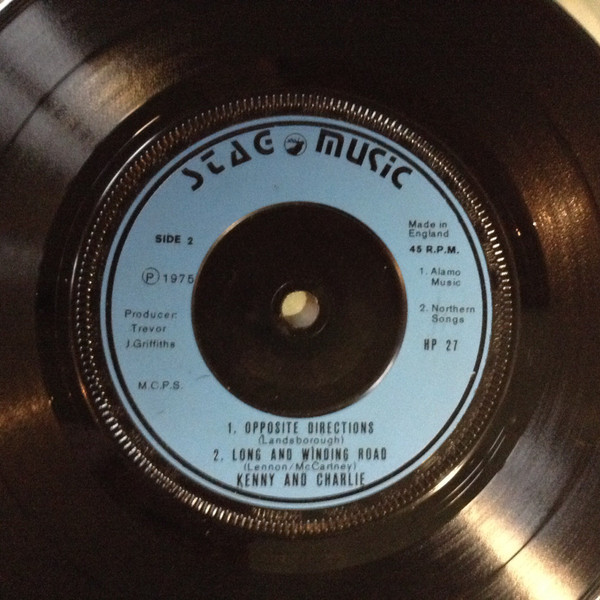 STAG MUSIC
SIDE 2
Ⓟ 1975
Producer:
Trevor
J.Griffiths
M.C.P.S.
Made in
England
45 R.P.M.
1. Alamo
Music
2. Northern
Songs
HP 27
1. OPPOSITE DIRECTIONS
(Landsborough)
2. LONG AND WINDING ROAD
(Lennon/McCartney)
KENNY AND CHARLIE